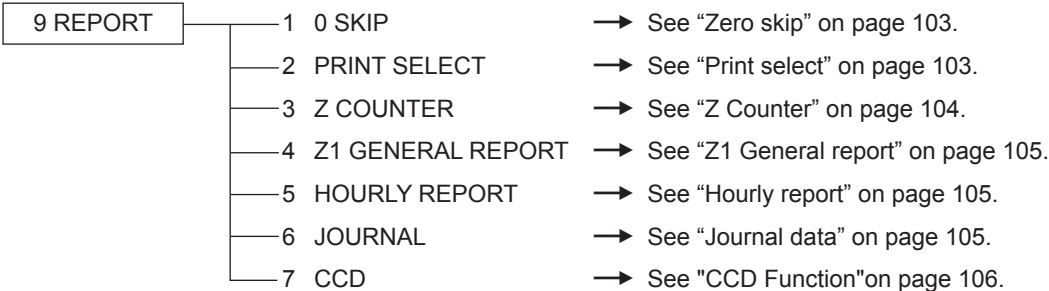 9 REPORT 1 0 SKIP → See “Zero skip” on page 103.
2 PRINT SELECT → See “Print select” on page 103.
3 Z COUNTER → See “Z Counter” on page 104.
4 Z1 GENERAL REPORT → See “Z1 General report” on page 105.
5 HOURLY REPORT → See “Hourly report” on page 105.
6 JOURNAL → See “Journal data” on page 105.
7 CCD → See "CCD Function"on page 106.